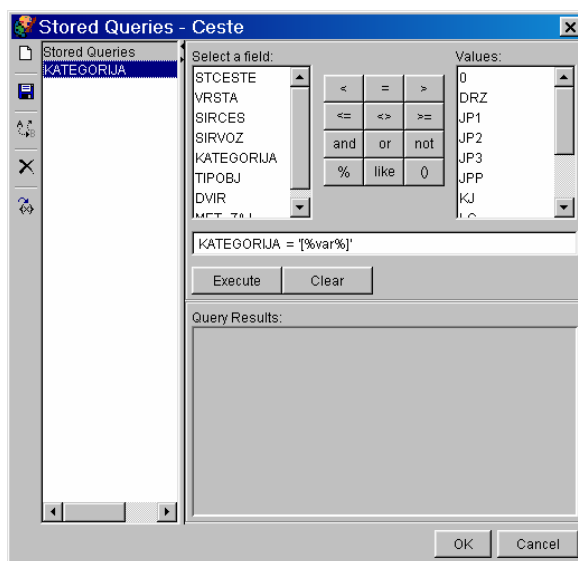 Stored Queries - Ceste
Stored Queries
KATEGORIJA
Select a field:
STCESTE
VRSTA
SIRCES
SIRVOZ
KATEGORIJA
TIPOBJ
DVIR
< = >
<= <> >=
and or not
% like ()
Values:
0
DRZ
JP1
JP2
JP3
JPP
KJ
KATEGORIJA = '[%var%]'
Execute Clear
Query Results:
OK Cancel